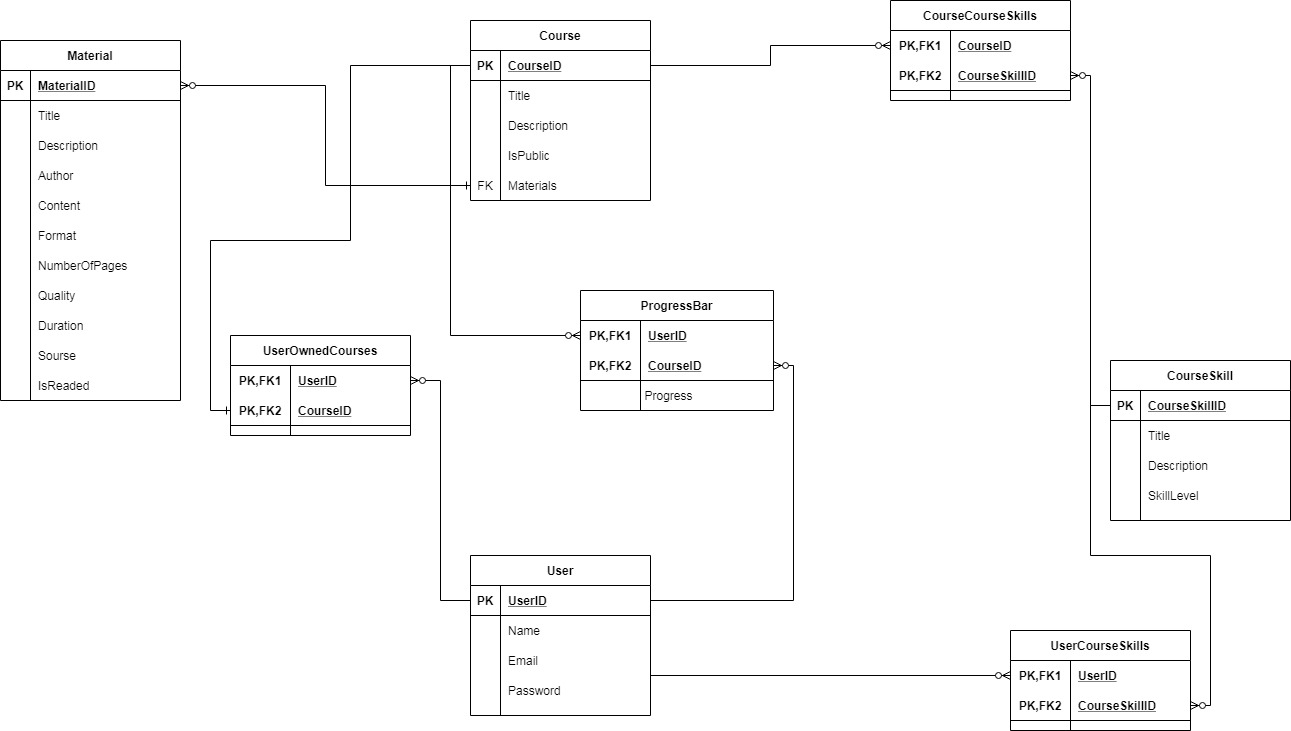 Material
PK MaterialID
Title
Description
Author
Content
Format
NumberOfPages
Quality
Duration
Sourse
IsReaded
Course
PK CourseID
Title
Description
IsPublic
FK Materials
CourseCourseSkills
PK,FK1 CourseID
PK,FK2 CourseSkillID
UserOwnedCourses
PK,FK1 UserID
PK,FK2 CourseID
ProgressBar
PK,FK1 UserID
PK,FK2 CourseID
Progress
CourseSkill
PK CourseSkillID
Title
Description
SkillLevel
User
PK UserID
Name
Email
Password
UserCourseSkills
PK,FK1 UserID
PK,FK2 CourseSkillID